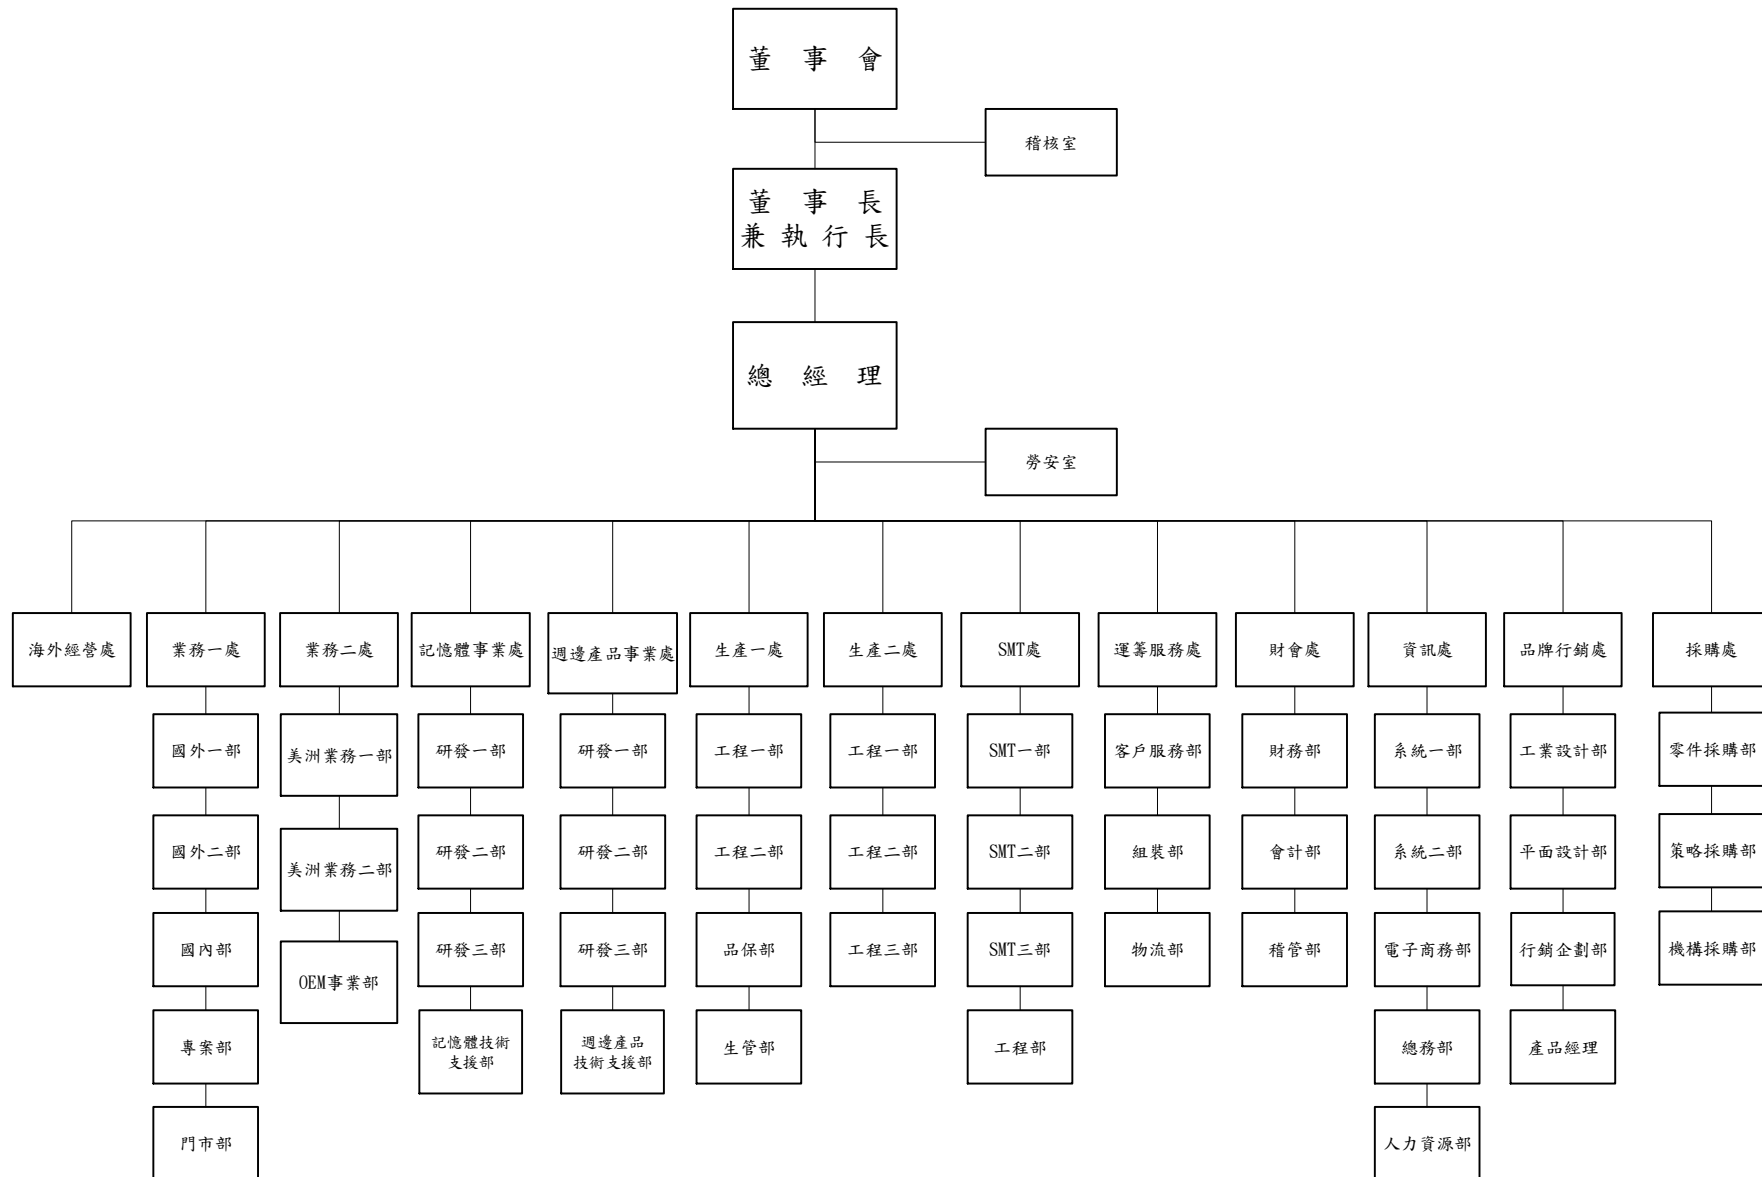 董事會
稽核室
董事長
兼執行長
總經理
勞安室
海外經營處
業務一處
業務二處
記憶體事業處
週邊產品事業處
生產一處
生產二處
SMT處
運籌服務處
財會處
資訊處
品牌行銷處
採購處
國外一部
美洲業務一部
研發一部
研發一部
工程一部
工程一部
SMT一部
客戶服務部
財務部
系統一部
工業設計部
零件採購部
國外二部
美洲業務二部
研發二部
研發二部
工程二部
工程二部
SMT二部
組裝部
會計部
系統二部
平面設計部
策略採購部
國內部
OEM事業部
研發三部
研發三部
品保部
工程三部
SMT三部
物流部
稽管部
電子商務部
行銷企劃部
機構採購部
專案部
記憶體技術
支援部
週邊產品
技術支援部
生管部
工程部
總務部
產品經理
門市部
人力資源部